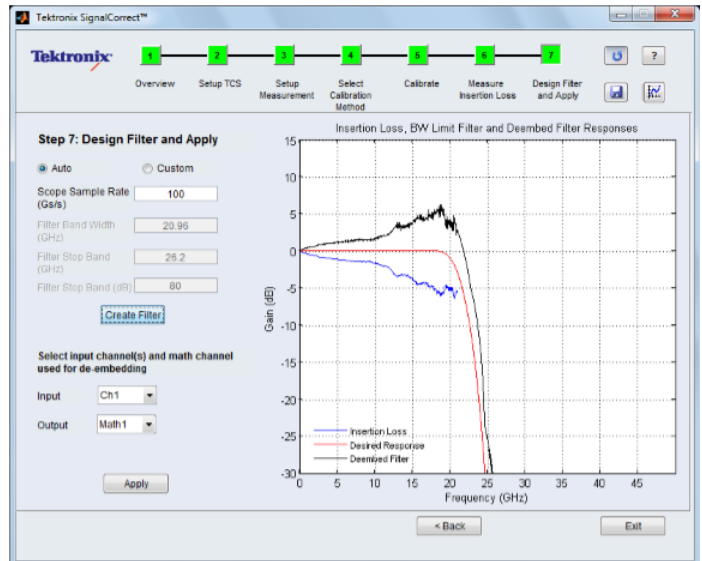 Tektronix SignalCorrect™
Tektronix
1 2 3 4 5 6 7
Overview
Setup TCS
Setup
Measurement
Select
Calibration
Method
Calibrate
Measure
Insertion Loss
Design Filter
and Apply
?
Step 7: Design Filter and Apply
Auto
Custom
Scope Sample Rate
(Gs/s)
100
Filter Band Width
(GHz)
20.96
Filter Stop Band
(GHz)
26.2
Filter Stop Band (dB)
80
Create Filter
Select input channel(s) and math channel
used for de-embedding
Input
Ch1
Output
Math1
Apply
Insertion Loss, BW Limit Filter and Deembed Filter Responses
Gain (dB)
15
10
5
0
-5
-10
-15
-20
-25
-30
Insertion Loss
Desired Response
Deembed Filter
0 5 10 15 20 25 30 35 40 45
Frequency (GHz)
< Back
Exit